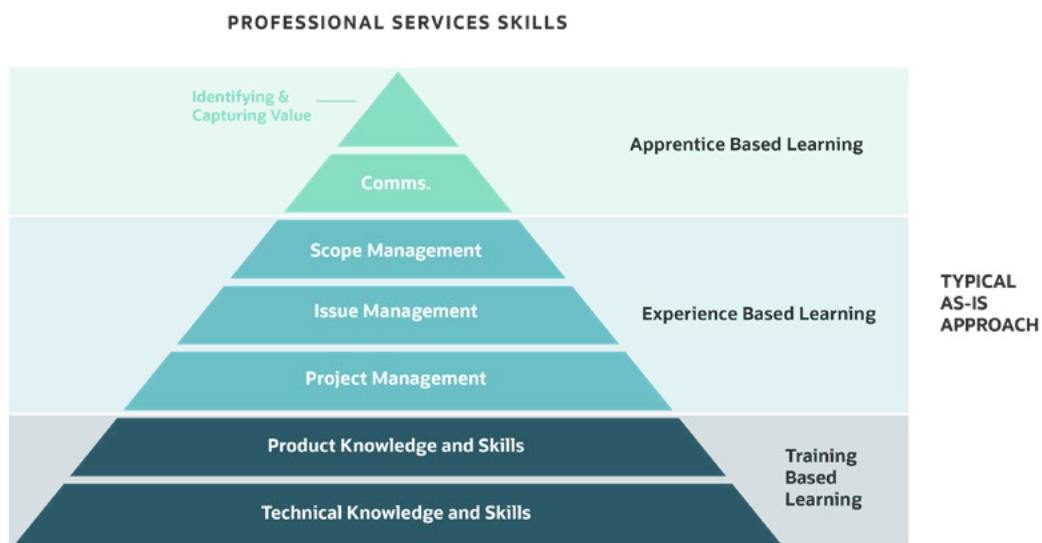 PROFESSIONAL SERVICES SKILLS
Identifying &
Capturing Value
Apprentice Based Learning
Comms.
Scope Management
Issue Management
Experience Based Learning
Project Management
TYPICAL
AS-IS
APPROACH
Product Knowledge and Skills
Training
Based
Learning
Technical Knowledge and Skills